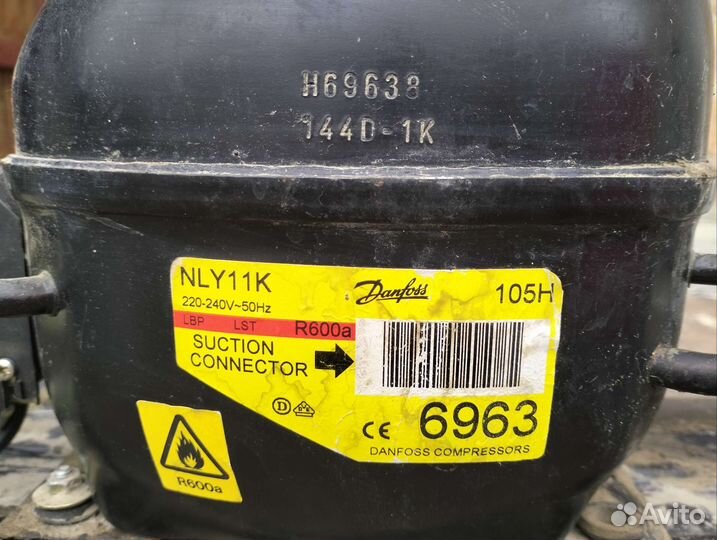 H69638
144D-1K
NLY11K
Danfoss
105H
220-240V~50Hz
LBP LST R600a
SUCTION
CONNECTOR
D
CE 6963
DANFOSS COMPRESSORS
R600a
Avito